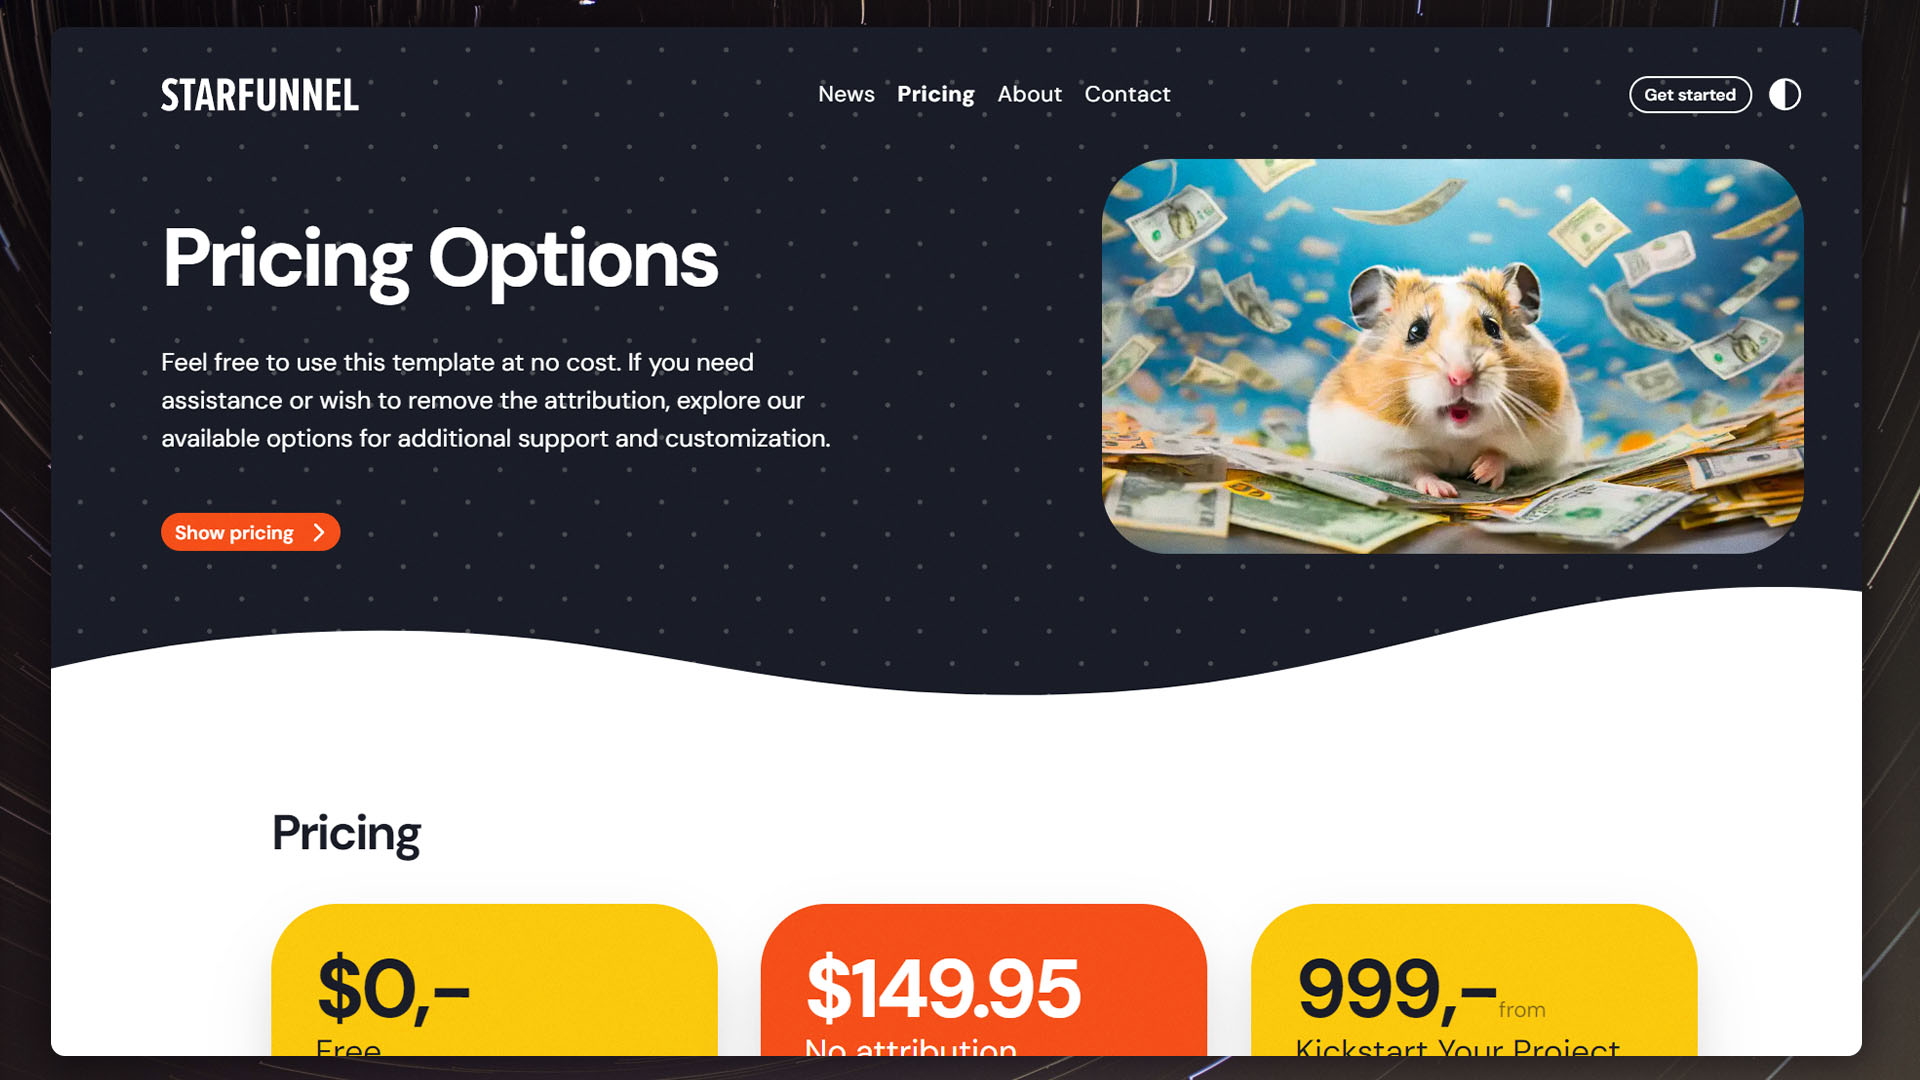 STARFUNNEL
News Pricing About Contact
Get started
Pricing Options
Feel free to use this template at no cost. If you need
assistance or wish to remove the attribution, explore our
available options for additional support and customization.
Show pricing
Pricing
$0,-
Free
$149.95
No attribution
999,- from
Kickstart Your Project